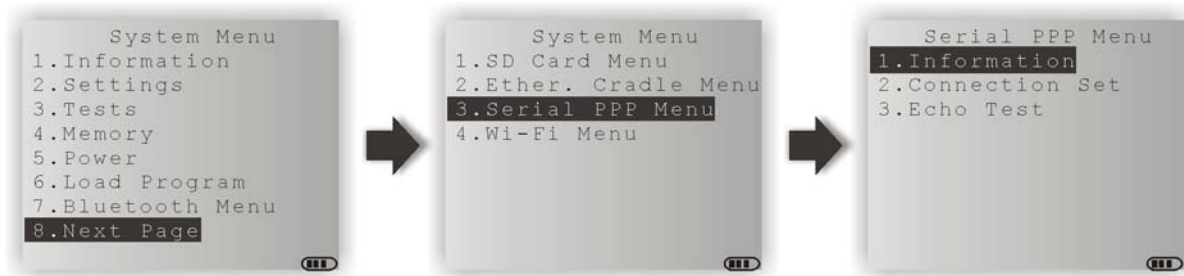 System Menu
1.Information
2.Settings
3.Tests
4.Memory
5.Power
6.Load Program
7.Bluetooth Menu
8.Next Page
System Menu
1.SD Card Menu
2.Ether. Cradle Menu
3.Serial PPP Menu
4.Wi-Fi Menu
Serial PPP Menu
1.Information
2.Connection Set
3.Echo Test